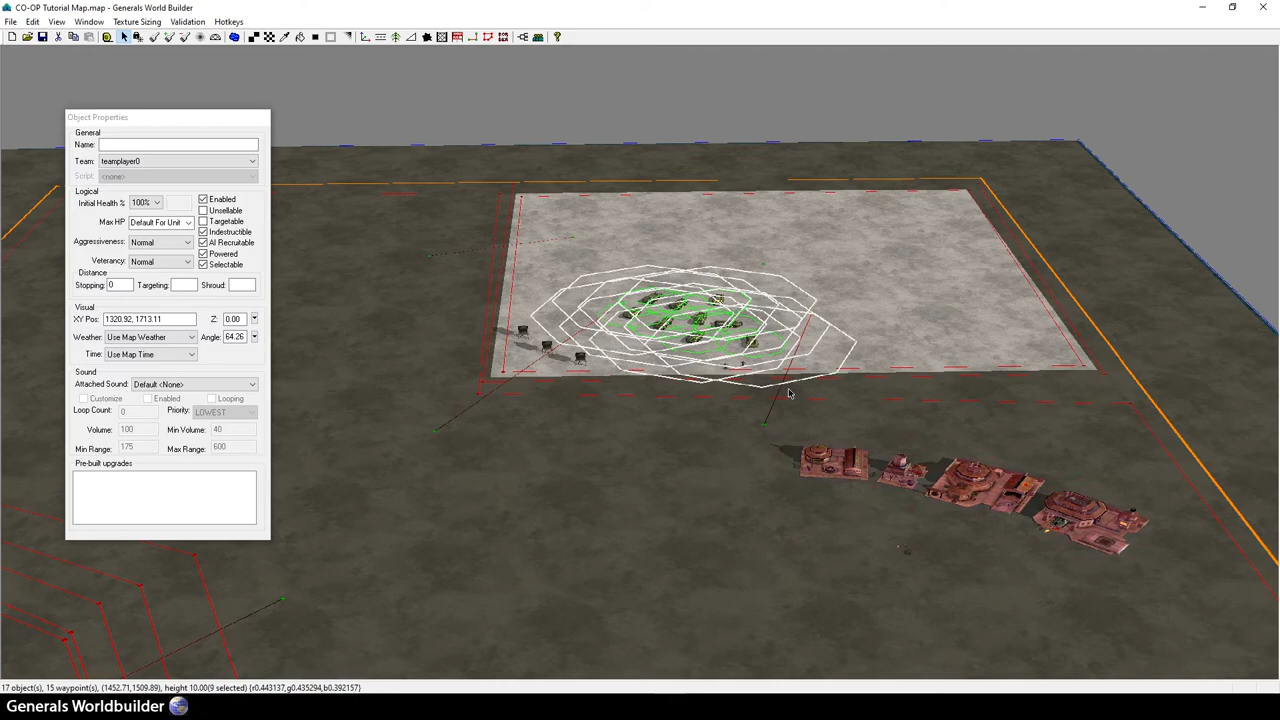 CO-OP Tutorial Map.map - Generals World Builder
File Edit View Window Texture Sizing Validation Hotkeys
Object Properties
General
Name:
Team: teamplayer0
Script: <none>
Logical
Initial Health % 100%
Enabled
Unsellable
Max HP Default For Unit
Targetable
Indestructible
Aggressiveness: Normal
AI Recruitable
Powered
Veterancy: Normal
Selectable
Distance
Stopping: 0 Targeting: Shroud:
Visual
XY Pos: 1320.92, 1713.11 Z: 0.00
Weather: Use Map Weather Angle: 64.26
Time: Use Map Time
Sound
Attached Sound: Default <None>
Customize Enabled Looping
Loop Count: 0 Priority: LOWEST
Volume: 100 Min Volume: 40
Min Range: 175 Max Range: 600
Pre-built upgrades
17 object(s), 15 waypoint(s), (1452.71,1509.89), height 10.00(9 selected) {r0.443137,g0.435294,b0.392157}
Generals Worldbuilder